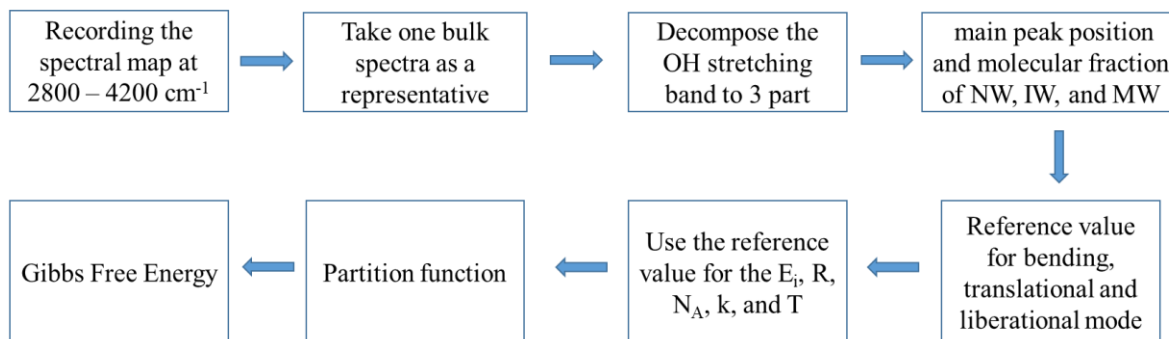 Recording the
spectral map at
2800 – 4200 cm⁻¹
Take one bulk
spectra as a
representative
Decompose the
OH stretching
band to 3 part
main peak position
and molecular fraction
of NW, IW, and MW
Reference value
for bending,
translational and
liberational mode
Use the reference
value for the Eᵢ, R,
N_A, k, and T
Partition function
Gibbs Free Energy